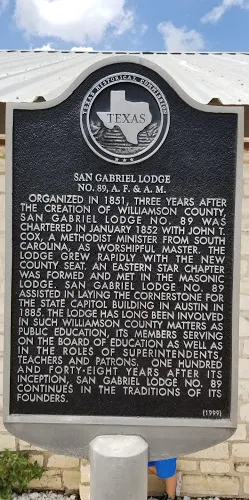 TEXAS HISTORICAL COMMISSION
TEXAS
SAN GABRIEL LODGE
NO. 89, A. F. & A. M.
ORGANIZED IN 1851, THREE YEARS AFTER
THE CREATION OF WILLIAMSON COUNTY,
SAN GABRIEL LODGE NO. 89 WAS
CHARTERED IN JANUARY 1852 WITH JOHN T.
COX, A METHODIST MINISTER FROM SOUTH
CAROLINA, AS WORSHIPFUL MASTER. THE
LODGE GREW RAPIDLY WITH THE NEW
COUNTY SEAT. AN EASTERN STAR CHAPTER
WAS FORMED AND MET IN THE MASONIC
LODGE. SAN GABRIEL LODGE NO. 89
ASSISTED IN LAYING THE CORNERSTONE FOR
THE STATE CAPITOL BUILDING IN AUSTIN IN
1885. THE LODGE HAS LONG BEEN INVOLVED
IN SUCH WILLIAMSON COUNTY MATTERS AS
PUBLIC EDUCATION, ITS MEMBERS SERVING
ON THE BOARD OF EDUCATION AS WELL AS
IN THE ROLES OF SUPERINTENDENTS,
TEACHERS AND PATRONS. ONE HUNDRED
AND FORTY-EIGHT YEARS AFTER ITS
INCEPTION, SAN GABRIEL LODGE NO. 89
CONTINUES IN THE TRADITIONS OF ITS
FOUNDERS.
(1999)